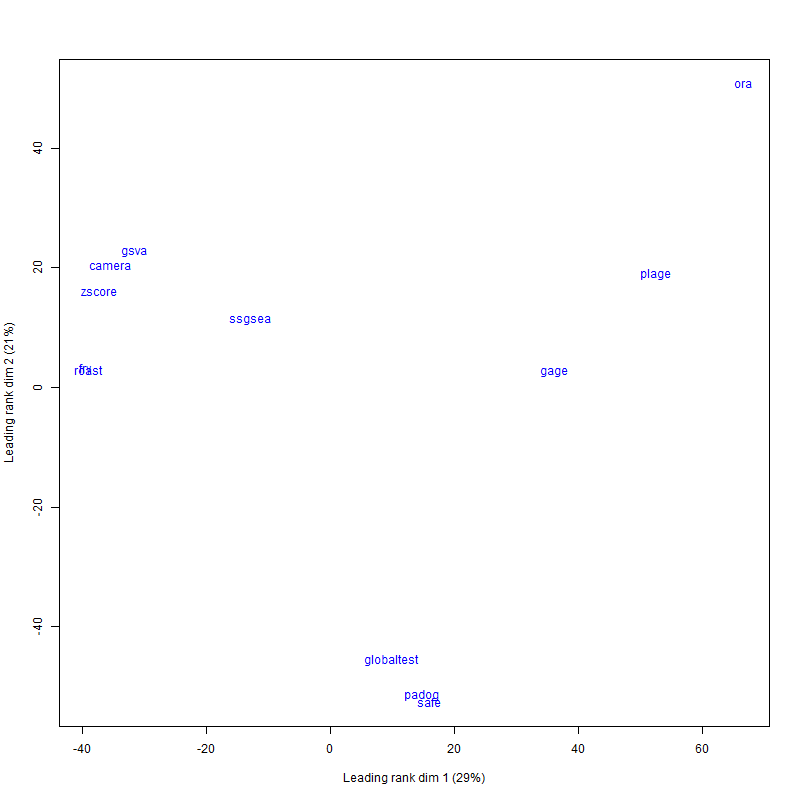 ora
40
gsva
camera
20
plage
zscore
ssgsea
roast
gage
0
Leading rank dim 2 (21%)
-20
-40
globaltest
padog
safe
-40
-20
0
20
40
60
Leading rank dim 1 (29%)